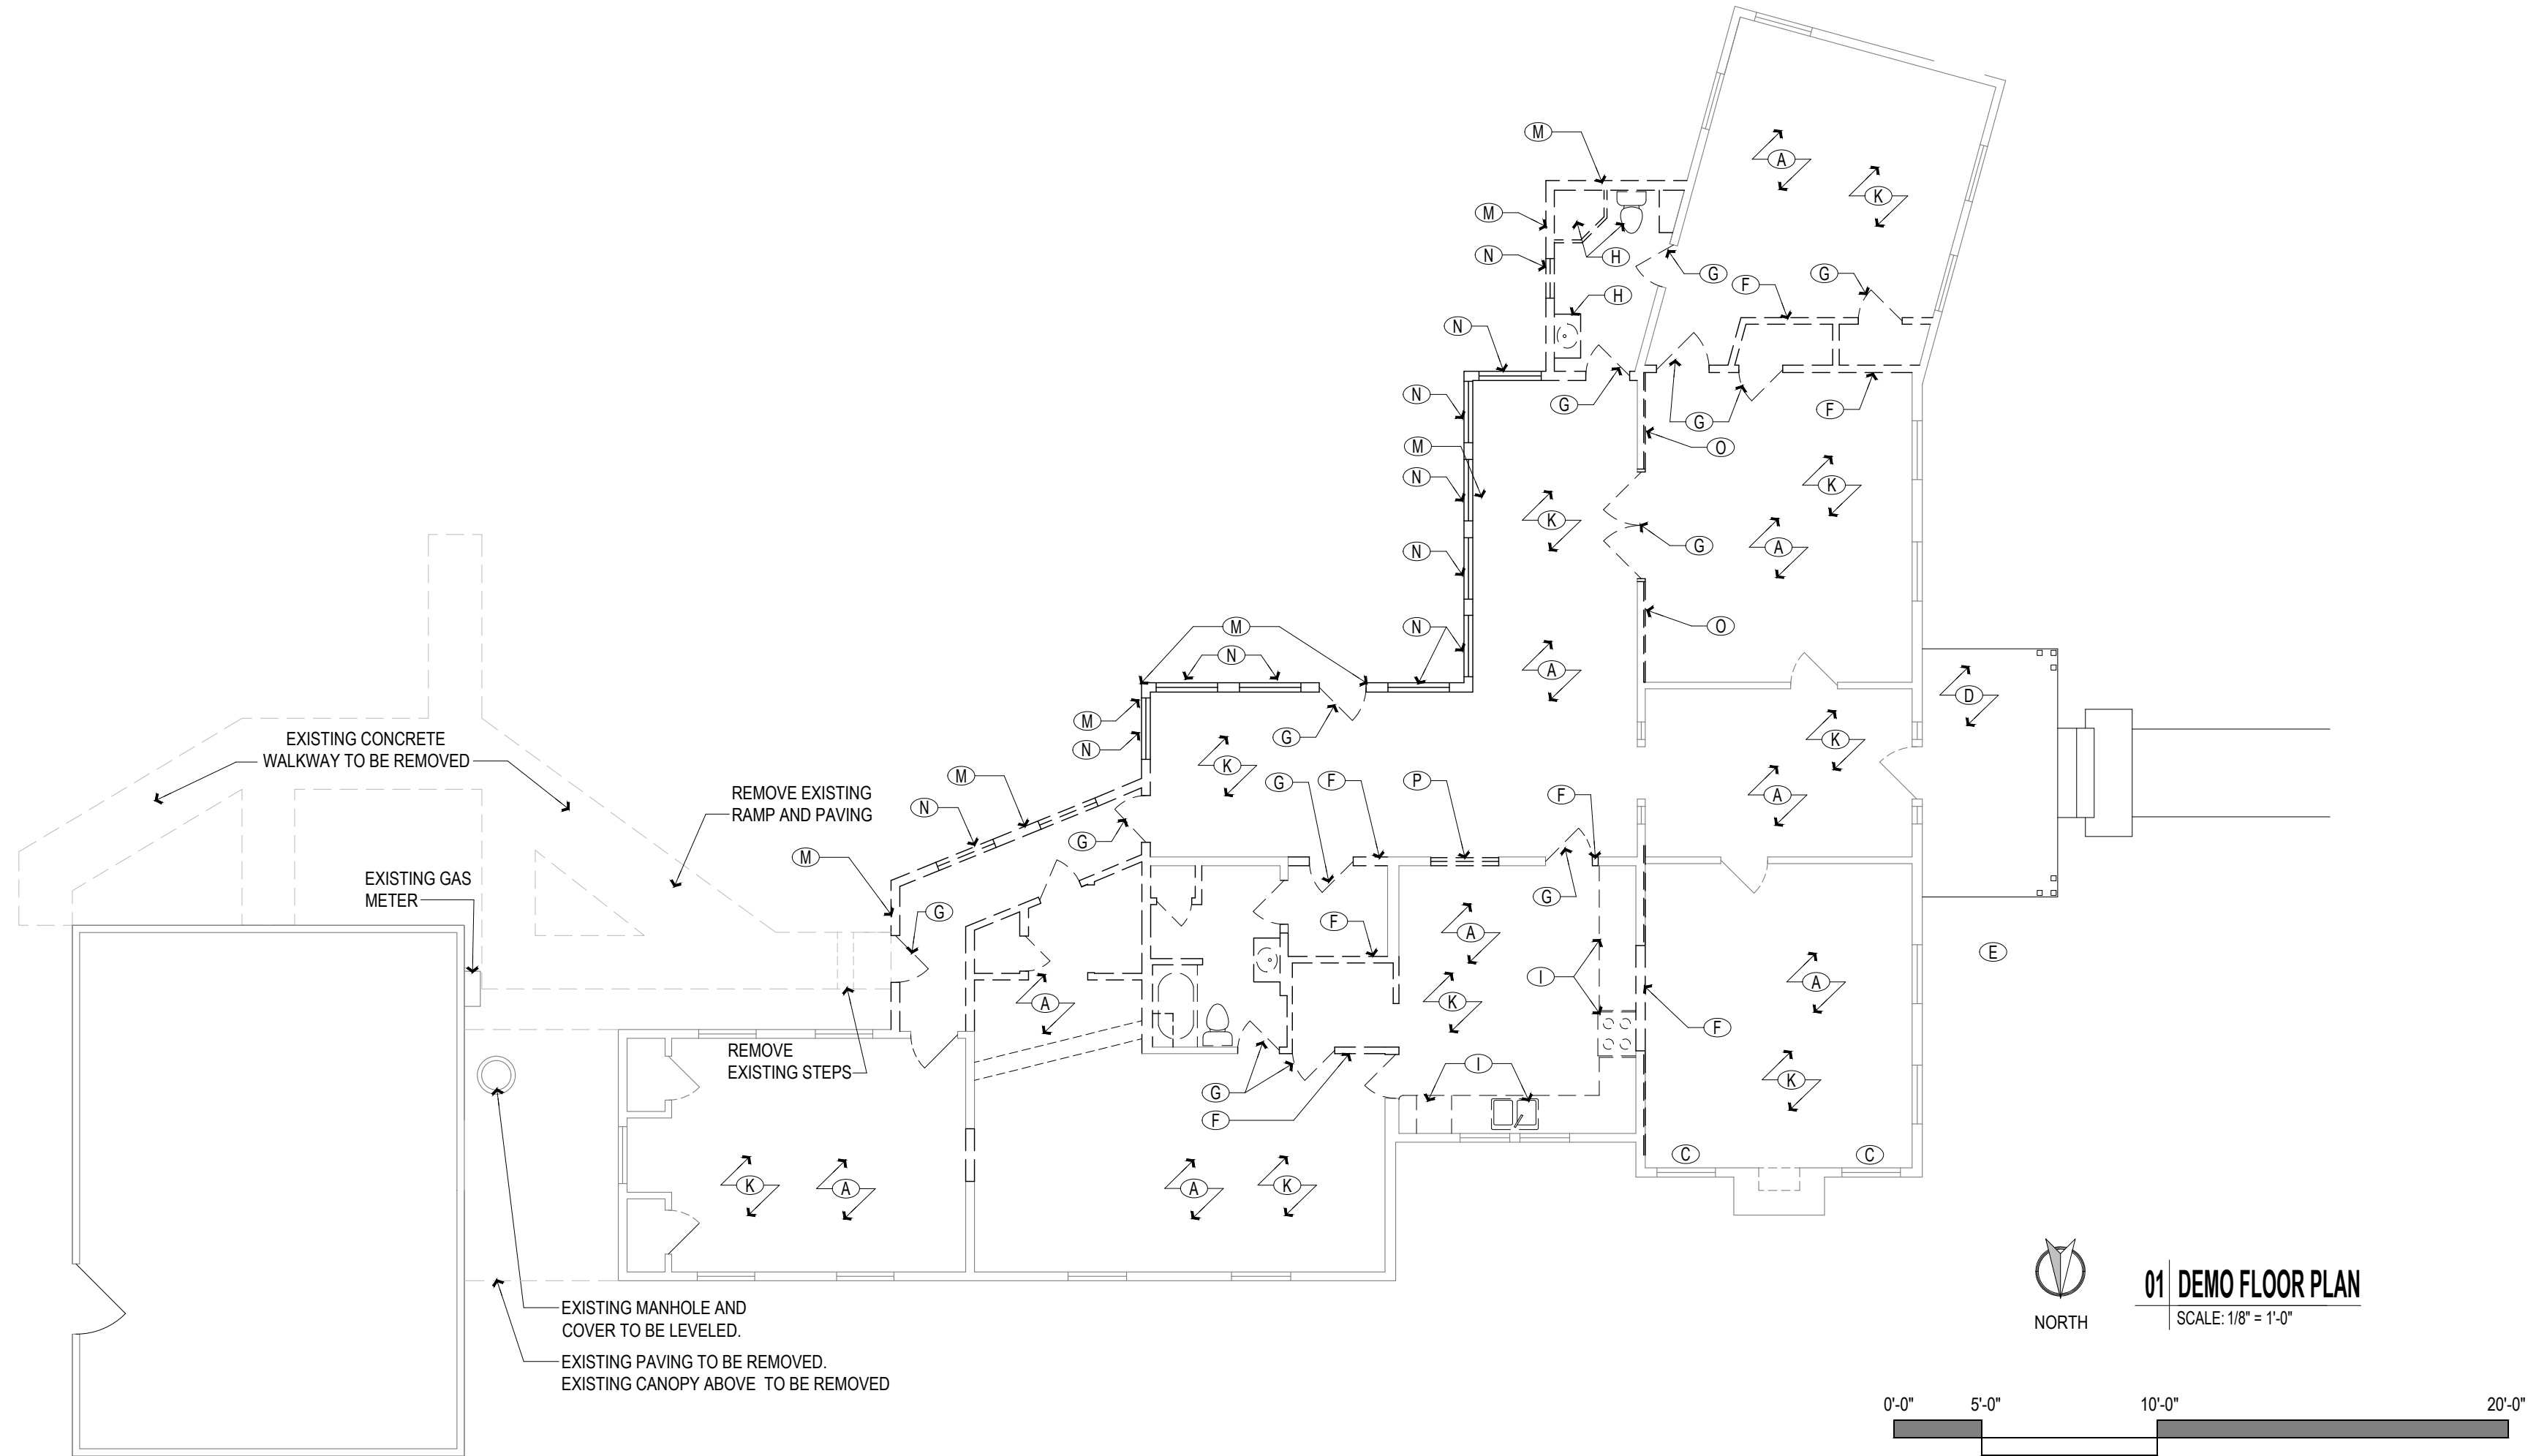 M
A
K
M
N
H
G
G
F
H
N
N
G
G
F
M
O
N
K
K
N
G
A
M
N
O
N
A
D
M
K
N
G
EXISTING CONCRETE
WALKWAY TO BE REMOVED
K
M
G
F
P
F
A
REMOVE EXISTING
RAMP AND PAVING
N
G
M
EXISTING GAS
METER
G
G
F
A
E
I
A
K
A
F
REMOVE
EXISTING STEPS
I
K
G
F
C
C
K
A
A
K
NORTH
01 DEMO FLOOR PLAN
SCALE: 1/8" = 1'-0"
EXISTING MANHOLE AND
COVER TO BE LEVELED.
EXISTING PAVING TO BE REMOVED.
EXISTING CANOPY ABOVE TO BE REMOVED
0'-0" 5'-0" 10'-0" 20'-0"